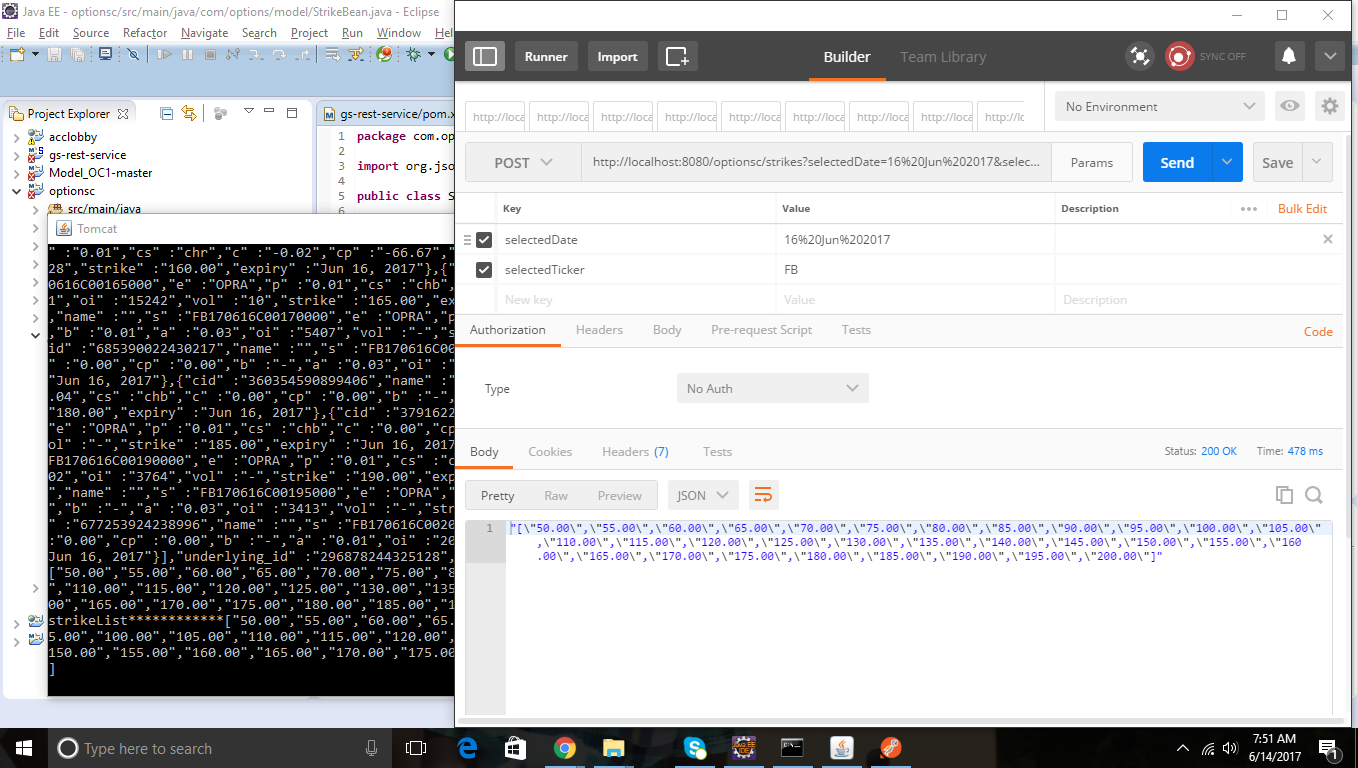 Java EE - optionsc/src/main/java/com/options/model/StrikeBean.java - Eclipse
File Edit Source Refactor Navigate Search Project Run Window Hel
Project Explorer
acclobby
gs-rest-service
Model_OC1-master
optionsc
src/main/java
gs-rest-service/pom.x
1 package com.op
2
3 import org.jso
4
5 public class S
6
Runner Import Builder Team Library SYNC OFF
http://loca http://loca http://loca http://loca http://loca http://loca http://loca http://loca http://loc
No Environment
POST http://localhost:8080/optionsc/strikes?selectedDate=16%20Jun%202017&selec... Params Send Save
Key Value Description Bulk Edit
selectedDate 16%20Jun%202017
selectedTicker FB
New key Value Description
Authorization Headers Body Pre-request Script Tests Code
Type No Auth
Body Cookies Headers (7) Tests Status: 200 OK Time: 478 ms
Pretty Raw Preview JSON
1 "[\"50.00\",\"55.00\",\"60.00\",\"65.00\",\"70.00\",\"75.00\",\"80.00\",\"85.00\",\"90.00\",\"95.00\",\"100.00\",\"105.00\"
,\"110.00\",\"115.00\",\"120.00\",\"125.00\",\"130.00\",\"135.00\",\"140.00\",\"145.00\",\"150.00\",\"155.00\",\"160
.00\",\"165.00\",\"170.00\",\"175.00\",\"180.00\",\"185.00\",\"190.00\",\"195.00\",\"200.00\"]"
Tomcat
" :"0.01","cs" :"chr","c" :"-0.02","cp" :"-66.67","
28","strike" :"160.00","expiry" :"Jun 16, 2017"},{"
0616C00165000","e" :"OPRA","p" :"0.01","cs" :"chb",
1","oi" :"15242","vol" :"10","strike" :"165.00","ex
,"name" :"","s" :"FB170616C00170000","e" :"OPRA","p
,"b" :"0.01","a" :"0.03","oi" :"5407","vol" :"-","s
id" :"685390022430217","name" :"","s" :"FB170616C00
" :"0.00","cp" :"0.00","b" :"-","a" :"0.03","oi" :"
"Jun 16, 2017"},{"cid" :"360354590899406","name" :"
.04","cs" :"chb","c" :"0.00","cp" :"0.00","b" :"-",
"180.00","expiry" :"Jun 16, 2017"},{"cid" :"3791622
"e" :"OPRA","p" :"0.01","cs" :"chb","c" :"0.00","cp
ol" :"-","strike" :"185.00","expiry" :"Jun 16, 2017
FB170616C00190000","e" :"OPRA","p" :"0.01","cs" :"c
02","oi" :"3764","vol" :"-","strike" :"190.00","exp
,"name" :"","s" :"FB170616C00195000","e" :"OPRA","
,"b" :"-","a" :"0.03","oi" :"3413","vol" :"-","str
" :"677253924238996","name" :"","s" :"FB170616C0020
:"0.00","cp" :"0.00","b" :"-","a" :"0.01","oi" :"20
Jun 16, 2017"}],"underlying_id" :"296878244325128",
["50.00","55.00","60.00","65.00","70.00","75.00","8
,"110.00","115.00","120.00","125.00","130.00","135.
00","165.00","170.00","175.00","180.00","185.00","1
strikeList************["50.00","55.00","60.00","65.
5.00","100.00","105.00","110.00","115.00","120.00",
150.00","155.00","160.00","165.00","170.00","175.00
]
Type here to search
7:51 AM
6/14/2017
1